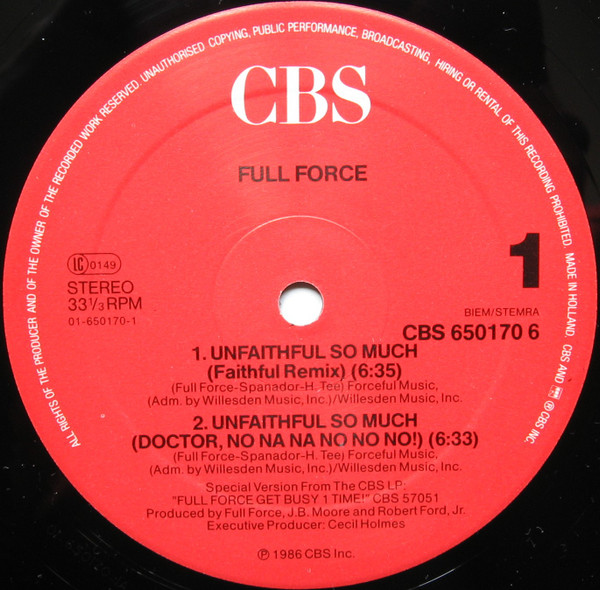 ALL RIGHTS OF THE PRODUCER AND OF THE OWNER OF THE RECORDED WORK RESERVED. UNAUTHORISED COPYING, PUBLIC PERFORMANCE, BROADCASTING, HIRING OR RENTAL OF THIS RECORDING PROHIBITED. MADE IN HOLLAND. CBS AND ARE ® CBS INC.
CBS
FULL FORCE
1
LC 0149
STEREO
33 1/3 RPM
01-650170-1
BIEM/STEMRA
CBS 650170 6
1. UNFAITHFUL SO MUCH
(Faithful Remix) (6:35)
(Full Force-Spanador-H. Tee) Forceful Music,
(Adm. by Willesden Music, Inc.)/Willesden Music, Inc.
2. UNFAITHFUL SO MUCH
(DOCTOR, NO NA NA NO NO NO!) (6:33)
(Full Force-Spanador-H. Tee) Forceful Music,
(Adm. by Willesden Music, Inc.)/Willesden Music, Inc.
Special Version From The CBS LP:
"FULL FORCE GET BUSY 1 TIME!" CBS 57051
Produced by Full Force, J.B. Moore and Robert Ford, Jr.
Executive Producer: Cecil Holmes
℗ 1986 CBS Inc.